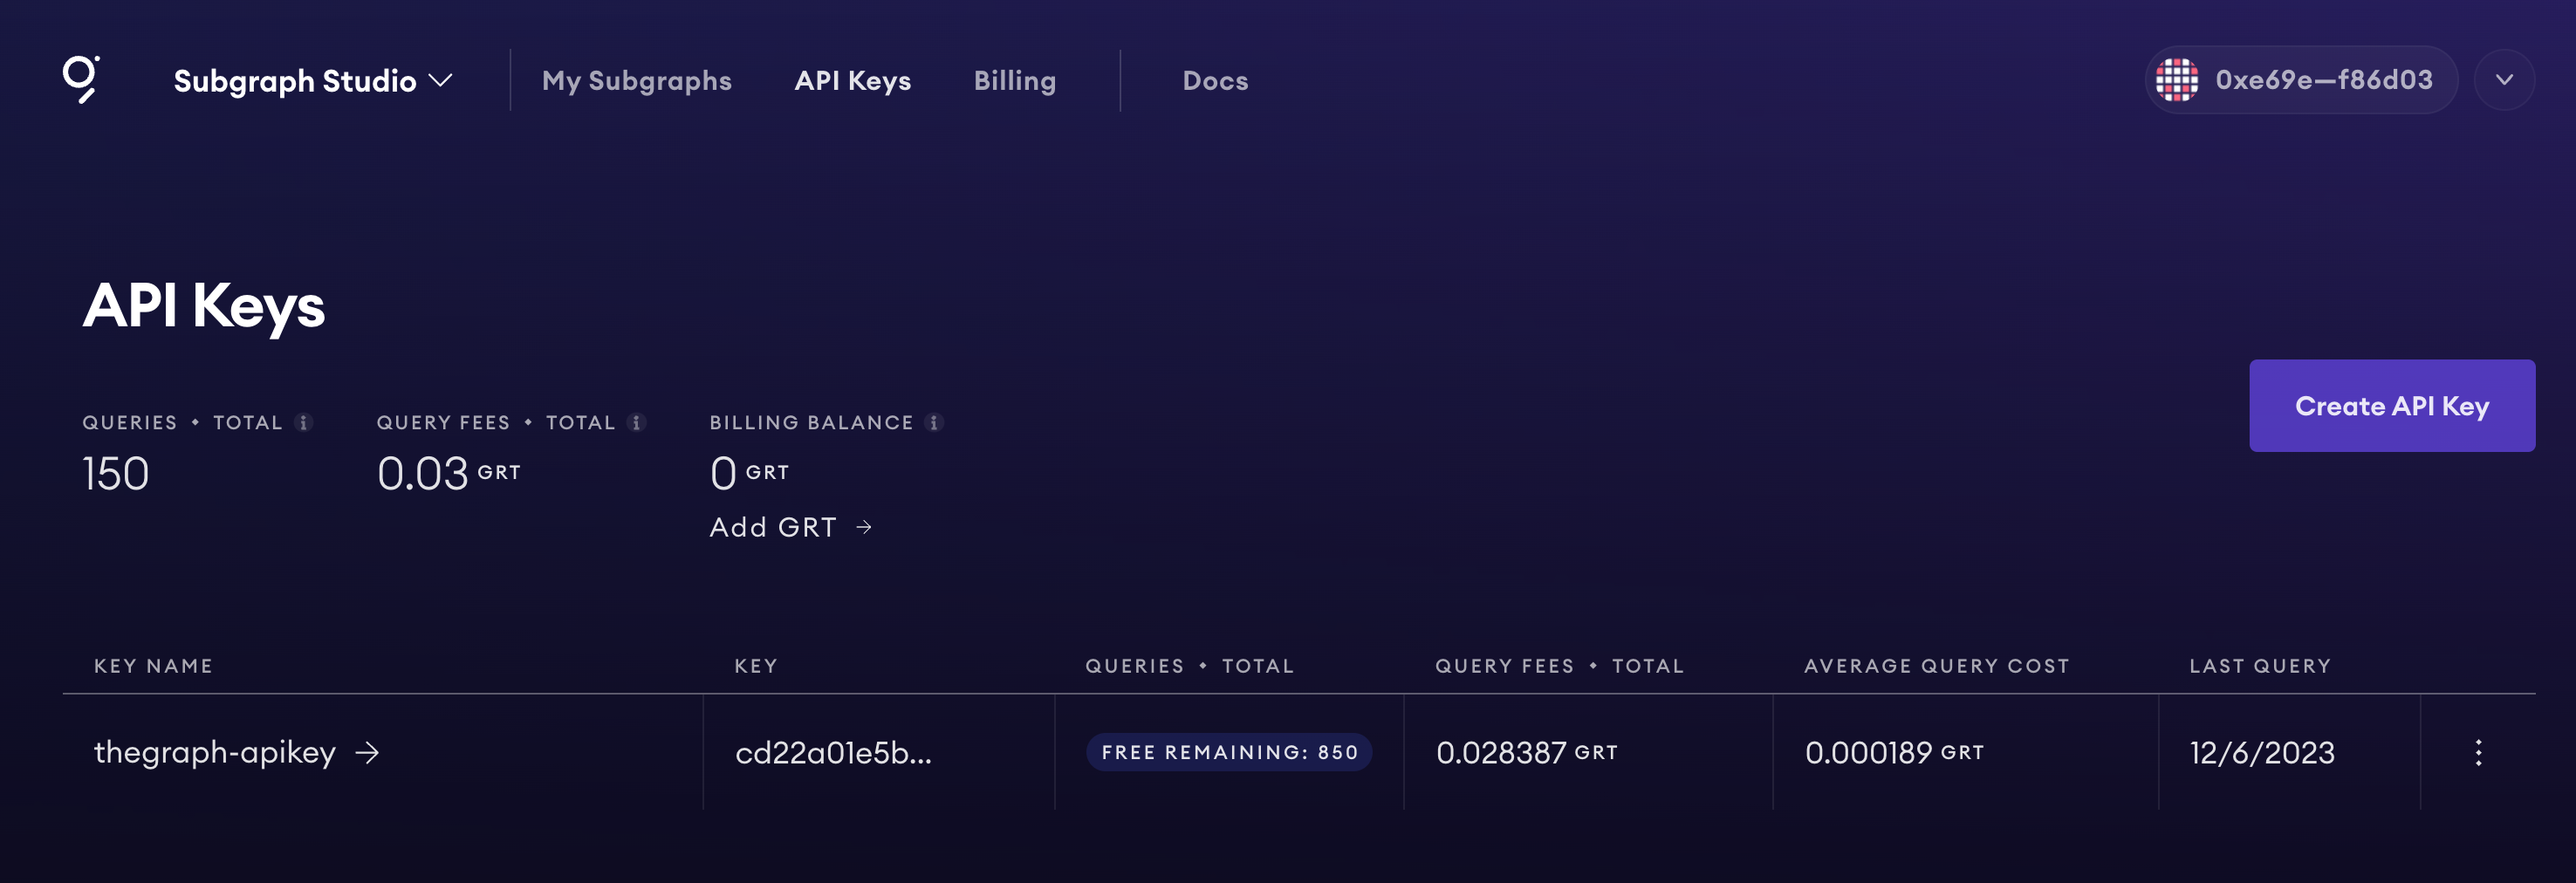 Subgraph Studio My Subgraphs API Keys Billing Docs 0xe69e—f86d03
API Keys
QUERIES • TOTAL QUERY FEES • TOTAL BILLING BALANCE
150 0.03 GRT 0 GRT
Create API Key
Add GRT →
KEY NAME KEY QUERIES • TOTAL QUERY FEES • TOTAL AVERAGE QUERY COST LAST QUERY
thegraph-apikey → cd22a01e5b... FREE REMAINING: 850 0.028387 GRT 0.000189 GRT 12/6/2023